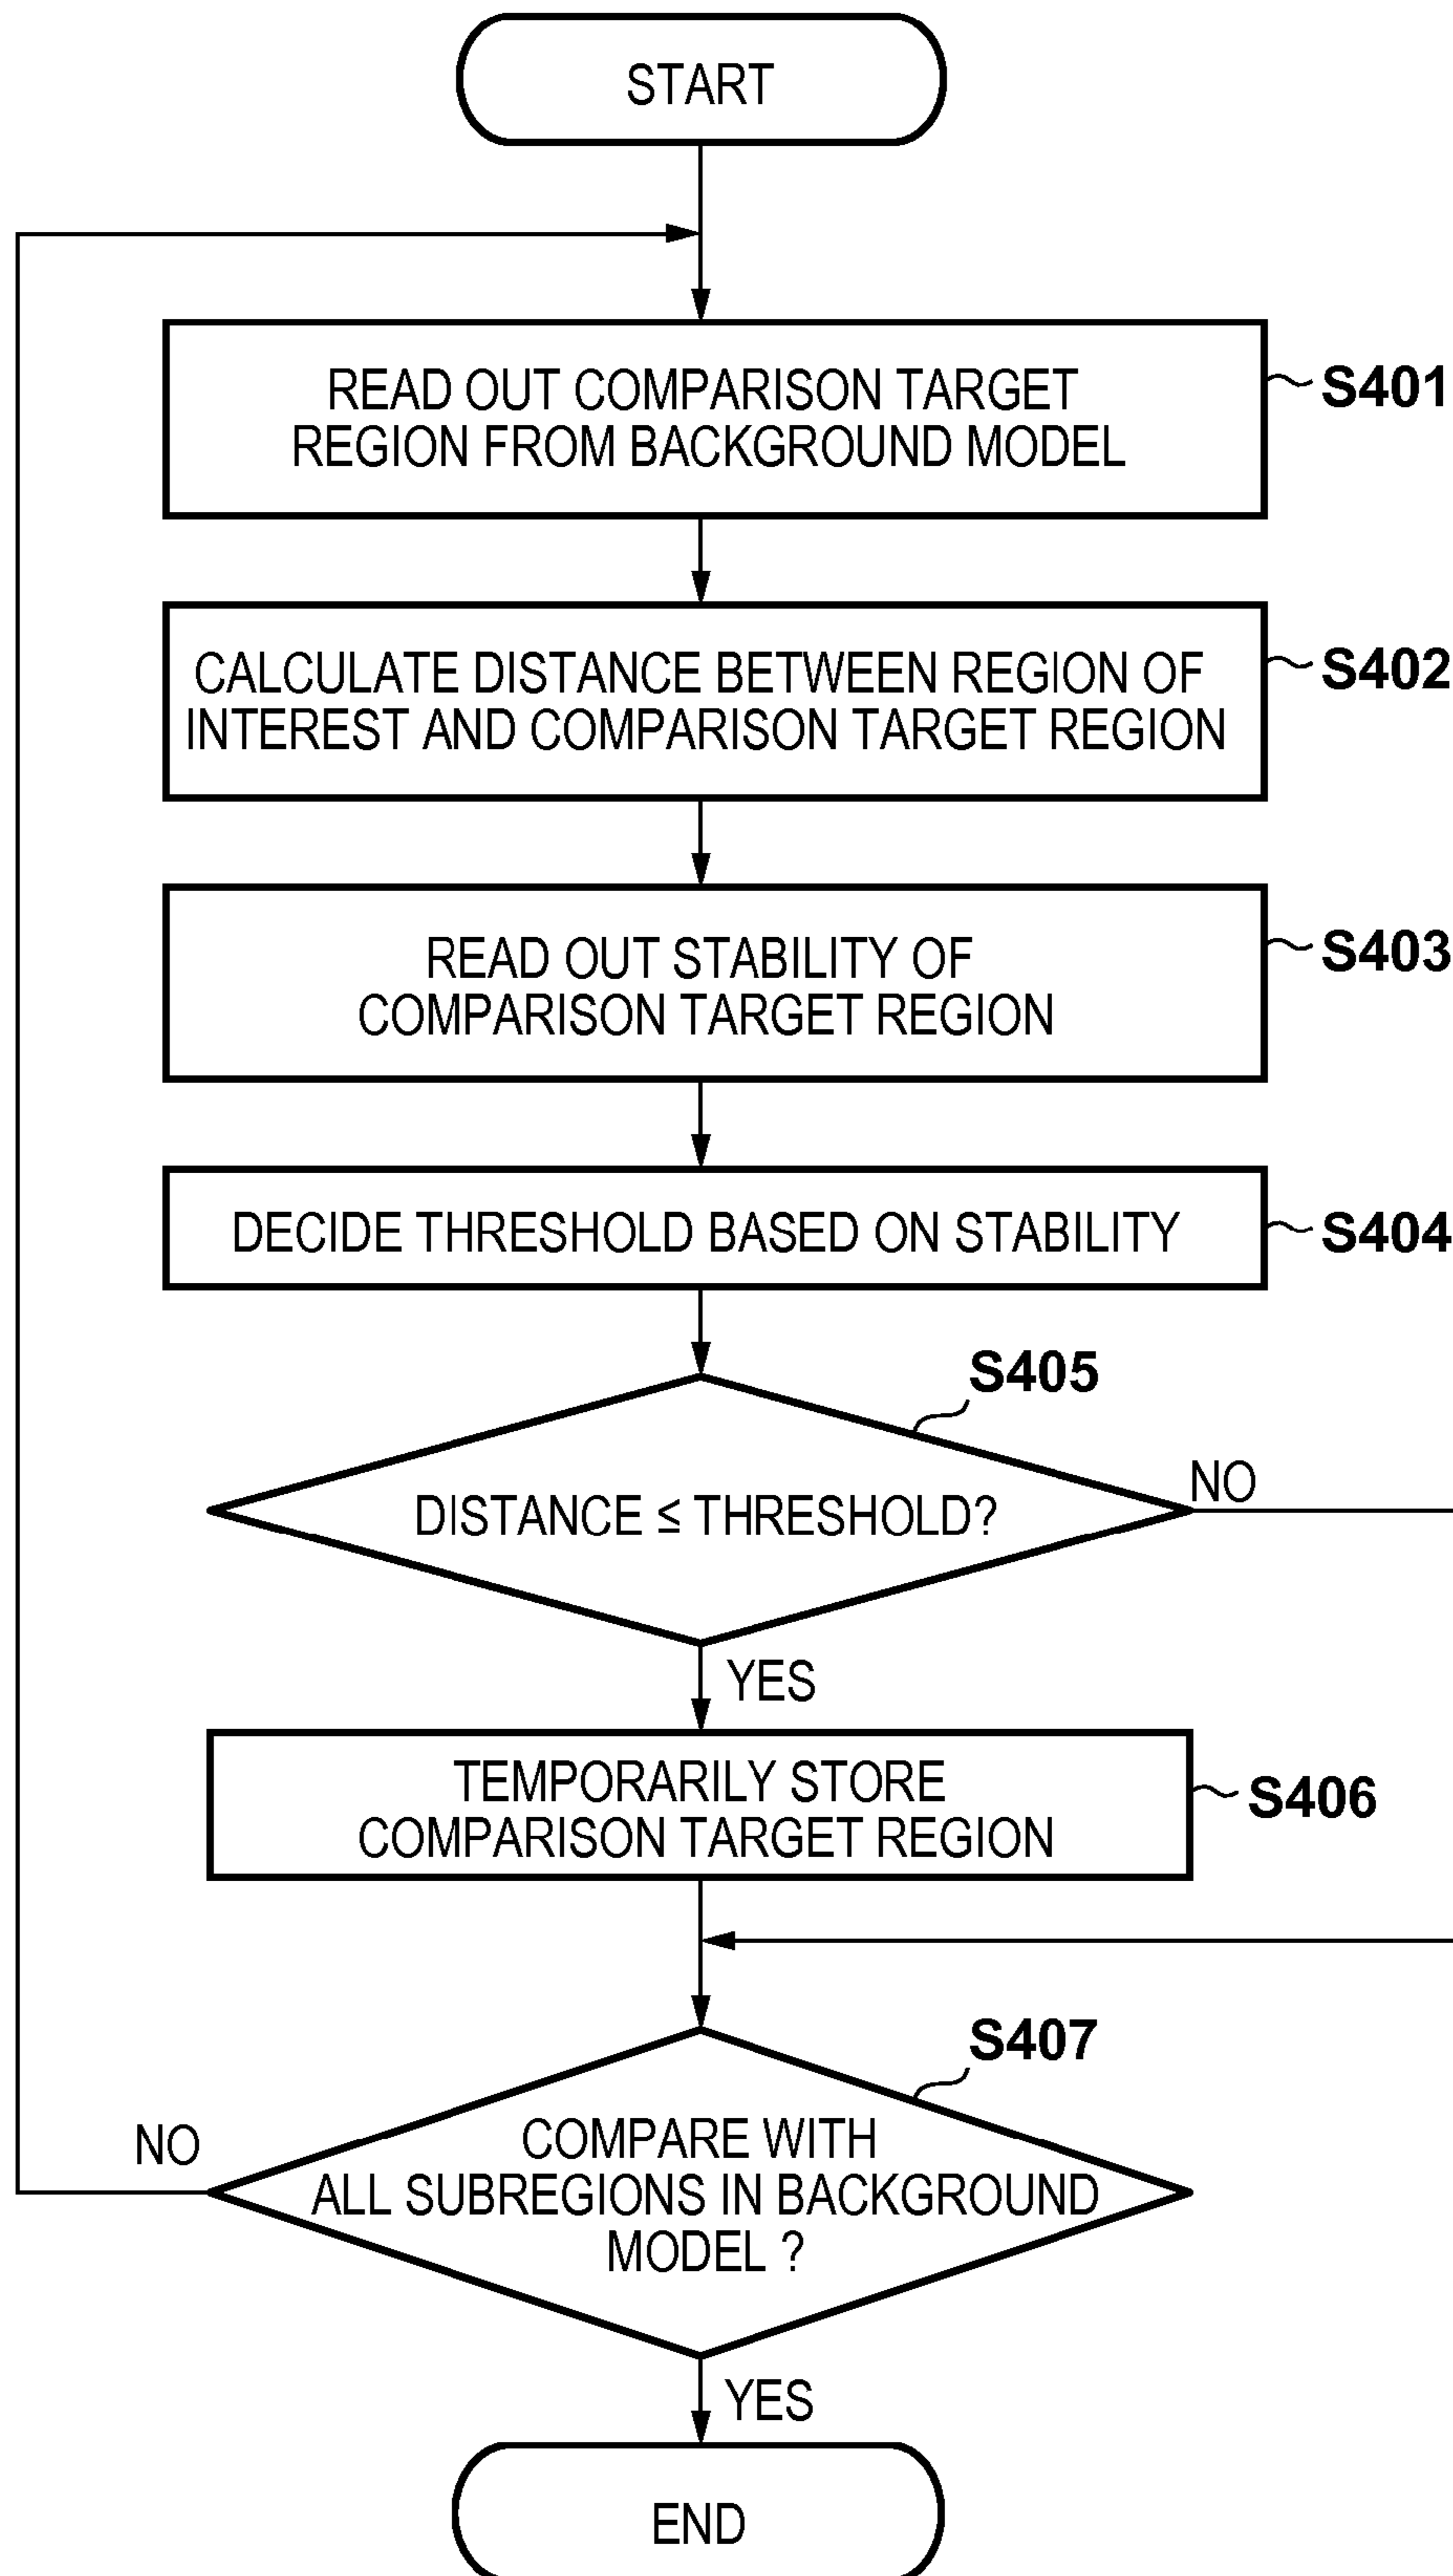 START
READ OUT COMPARISON TARGET
REGION FROM BACKGROUND MODEL
S401
CALCULATE DISTANCE BETWEEN REGION OF
INTEREST AND COMPARISON TARGET REGION
S402
READ OUT STABILITY OF
COMPARISON TARGET REGION
S403
DECIDE THRESHOLD BASED ON STABILITY
S404
S405
DISTANCE ≤ THRESHOLD?
NO
YES
TEMPORARILY STORE
COMPARISON TARGET REGION
S406
S407
NO
COMPARE WITH
ALL SUBREGIONS IN BACKGROUND
MODEL ?
YES
END